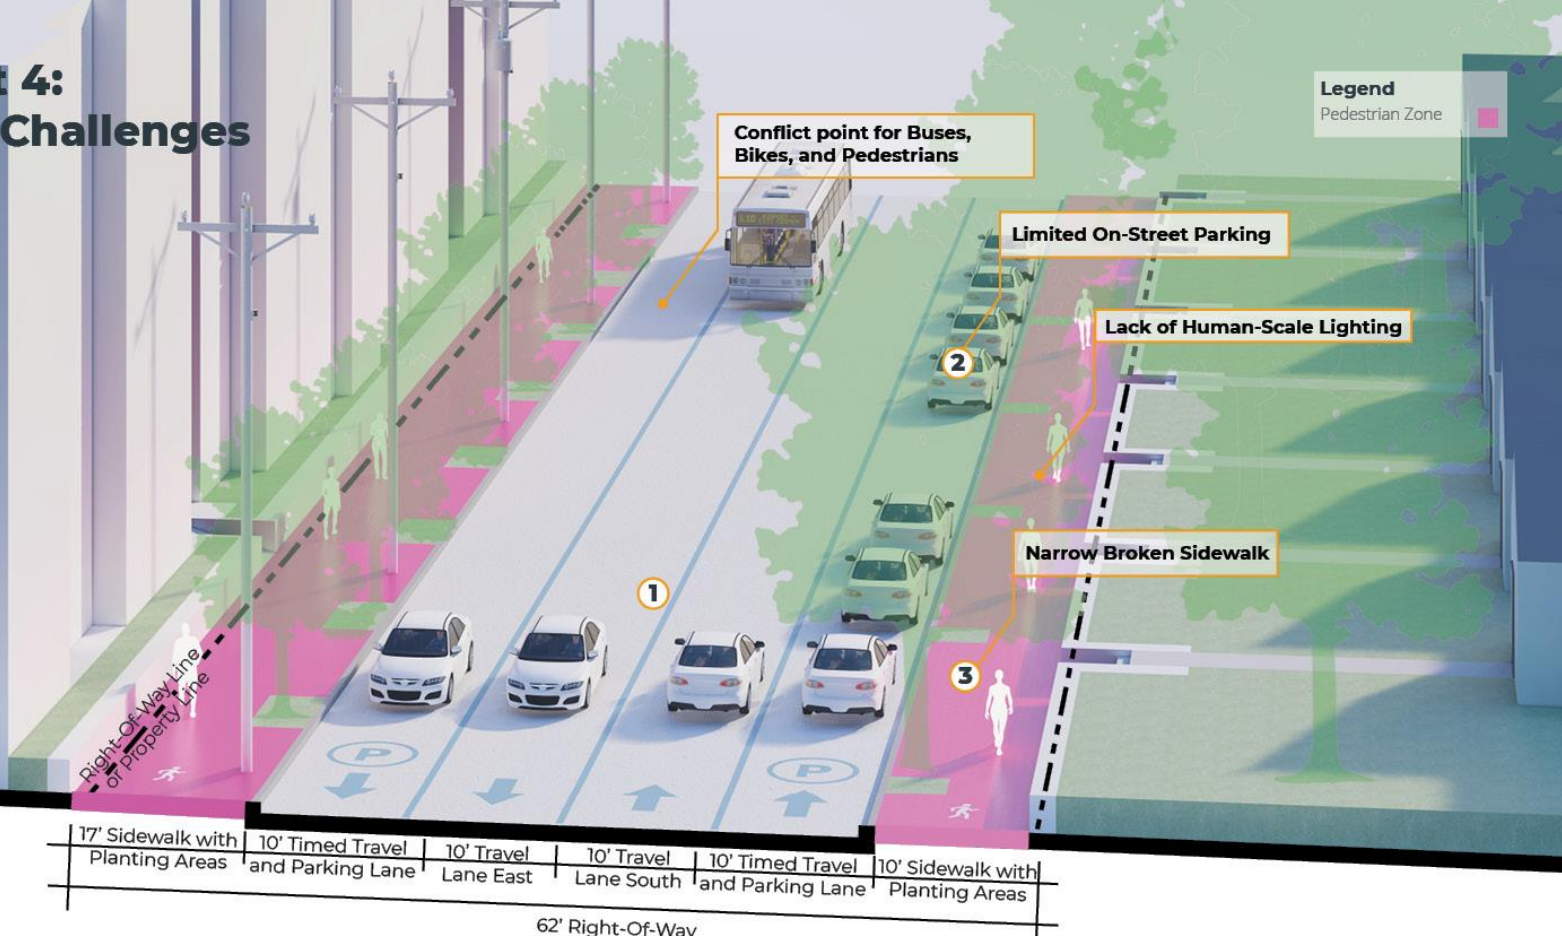 4:
Challenges
Legend
Pedestrian Zone
Conflict point for Buses,
Bikes, and Pedestrians
Limited On-Street Parking
2
Lack of Human-Scale Lighting
Narrow Broken Sidewalk
1
3
Right-Of-Way Line
or Property Line
P
P
17' Sidewalk with
Planting Areas
10' Timed Travel
and Parking Lane
10' Travel
Lane East
10' Travel
Lane South
10' Timed Travel
and Parking Lane
10' Sidewalk with
Planting Areas
62' Right-Of-Way